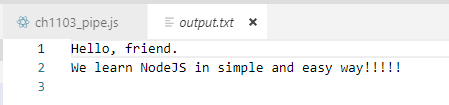 ch1103_pipe.js output.txt
1 Hello, friend.
2 We learn NodeJS in simple and easy way!!!!!
3